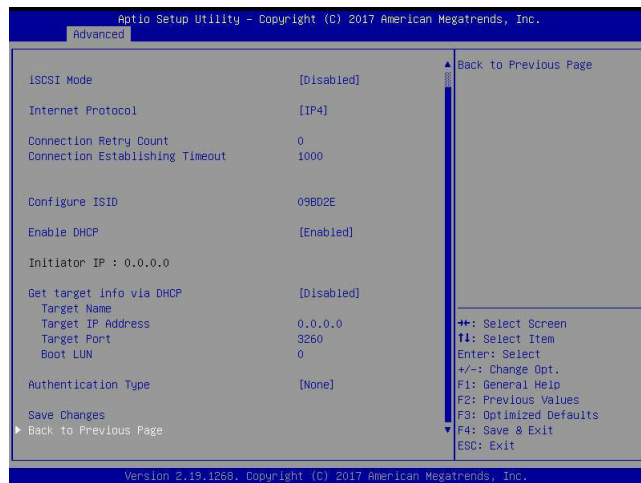 Aptio Setup Utility – Copyright (C) 2017 American Megatrends, Inc.
Advanced
iSCSI Mode [Disabled]
Internet Protocol [IP4]
Connection Retry Count 0
Connection Establishing Timeout 1000
Configure ISID 09BD2E
Enable DHCP [Enabled]
Initiator IP : 0.0.0.0
Get target info via DHCP [Disabled]
Target Name
Target IP Address 0.0.0.0
Target Port 3260
Boot LUN 0
Authentication Type [None]
Save Changes
Back to Previous Page
Back to Previous Page
→←: Select Screen
↑↓: Select Item
Enter: Select
+/-: Change Opt.
F1: General Help
F2: Previous Values
F3: Optimized Defaults
F4: Save & Exit
ESC: Exit
Version 2.19.1268. Copyright (C) 2017 American Megatrends, Inc.